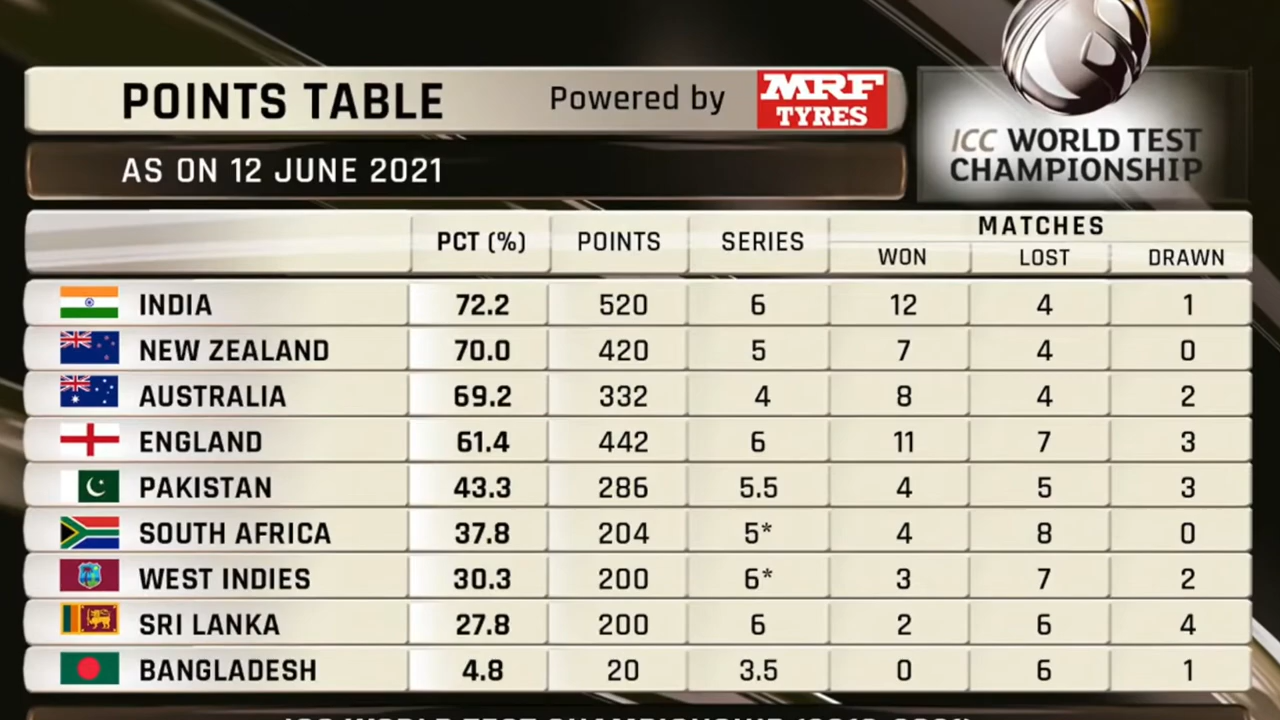 POINTS TABLE Powered by MRF TYRES
ICC WORLD TEST CHAMPIONSHIP
AS ON 12 JUNE 2021
PCT (%) POINTS SERIES MATCHES
WON LOST DRAWN
INDIA 72.2 520 6 12 4 1
NEW ZEALAND 70.0 420 5 7 4 0
AUSTRALIA 69.2 332 4 8 4 2
ENGLAND 61.4 442 6 11 7 3
PAKISTAN 43.3 286 5.5 4 5 3
SOUTH AFRICA 37.8 204 5* 4 8 0
WEST INDIES 30.3 200 6* 3 7 2
SRI LANKA 27.8 200 6 2 6 4
BANGLADESH 4.8 20 3.5 0 6 1